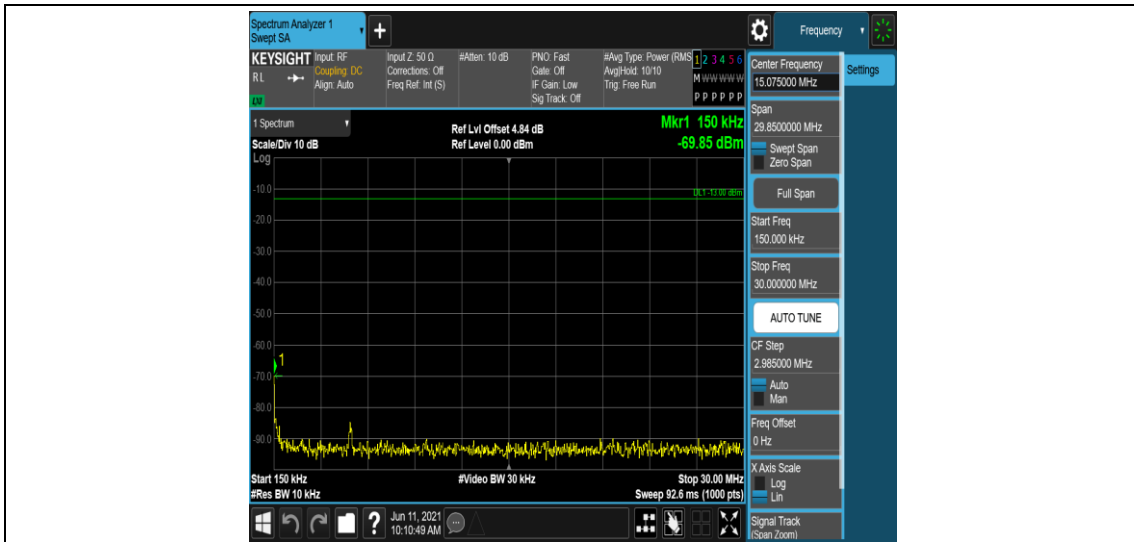 Spectrum Analyzer 1
Swept SA
+
Frequency
KEYSIGHT
RL
LXI
Input: RF
Coupling: DC
Align: Auto
Input Z: 50 Ω
Corrections: Off
Freq Ref: Int (S)
#Atten: 10 dB
PNO: Fast
Gate: Off
IF Gain: Low
Sig Track: Off
#Avg Type: Power (RMS
Avg|Hold: 10/10
Trig: Free Run
1 2 3 4 5 6
M W W W W W
P P P P P P
1 Spectrum
Scale/Div 10 dB
Log
Ref Lvl Offset 4.84 dB
Ref Level 0.00 dBm
Mkr1 150 kHz
-69.85 dBm
DL1 -13.00 dBm
-10.0
-20.0
-30.0
-40.0
-50.0
-60.0
1
-70.0
-80.0
-90.0
Start 150 kHz
#Video BW 30 kHz
Stop 30.00 MHz
#Res BW 10 kHz
Sweep 92.6 ms (1000 pts)
Center Frequency
15.075000 MHz
Settings
Span
29.8500000 MHz
Swept Span
Zero Span
Full Span
Start Freq
150.000 kHz
Stop Freq
30.000000 MHz
AUTO TUNE
CF Step
2.985000 MHz
Auto
Man
Freq Offset
0 Hz
X Axis Scale
Log
Lin
Signal Track
(Span Zoom)
?
Jun 11, 2021
10:10:49 AM